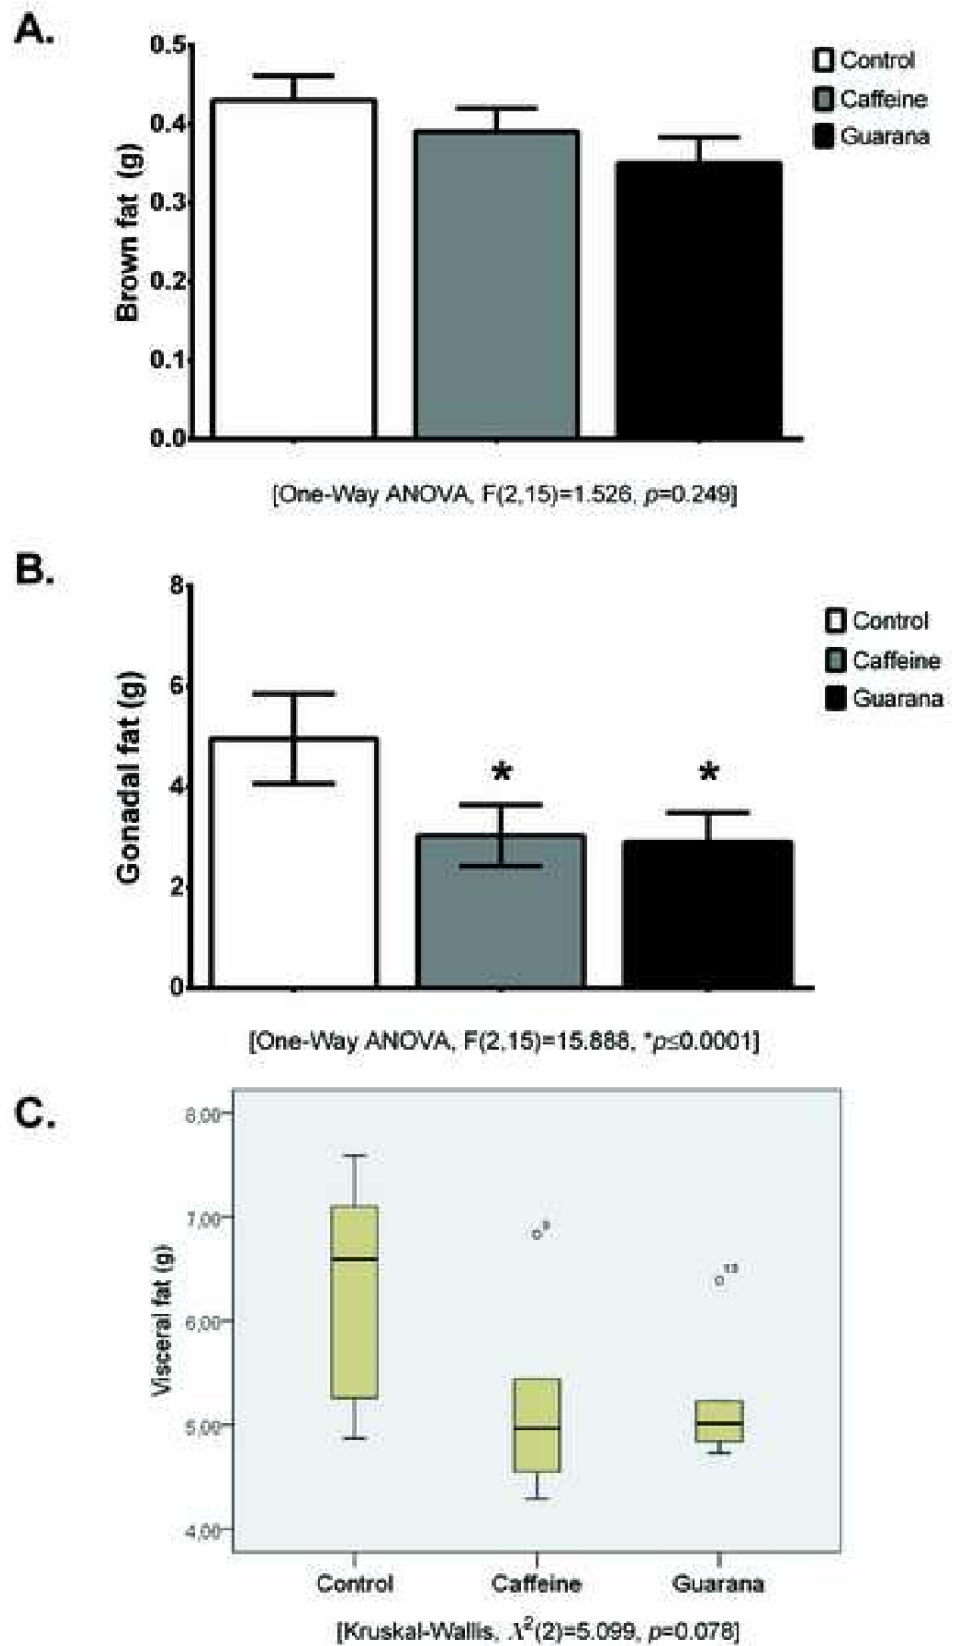 A.
0.5
0.4
0.3
0.2
0.1
0.0
Brown fat (g)
Control
Caffeine
Guarana
[One-Way ANOVA, F(2,15)=1.526, p=0.249]
B.
8
6
4
2
0
Gonadal fat (g)
* *
Control
Caffeine
Guarana
[One-Way ANOVA, F(2,15)=15.888, *p≤0.0001]
C.
8,00
7,00
6,00
5,00
4,00
Visceral fat (g)
9
13
Control Caffeine Guarana
[Kruskal-Wallis, X²(2)=5.099, p=0.078]